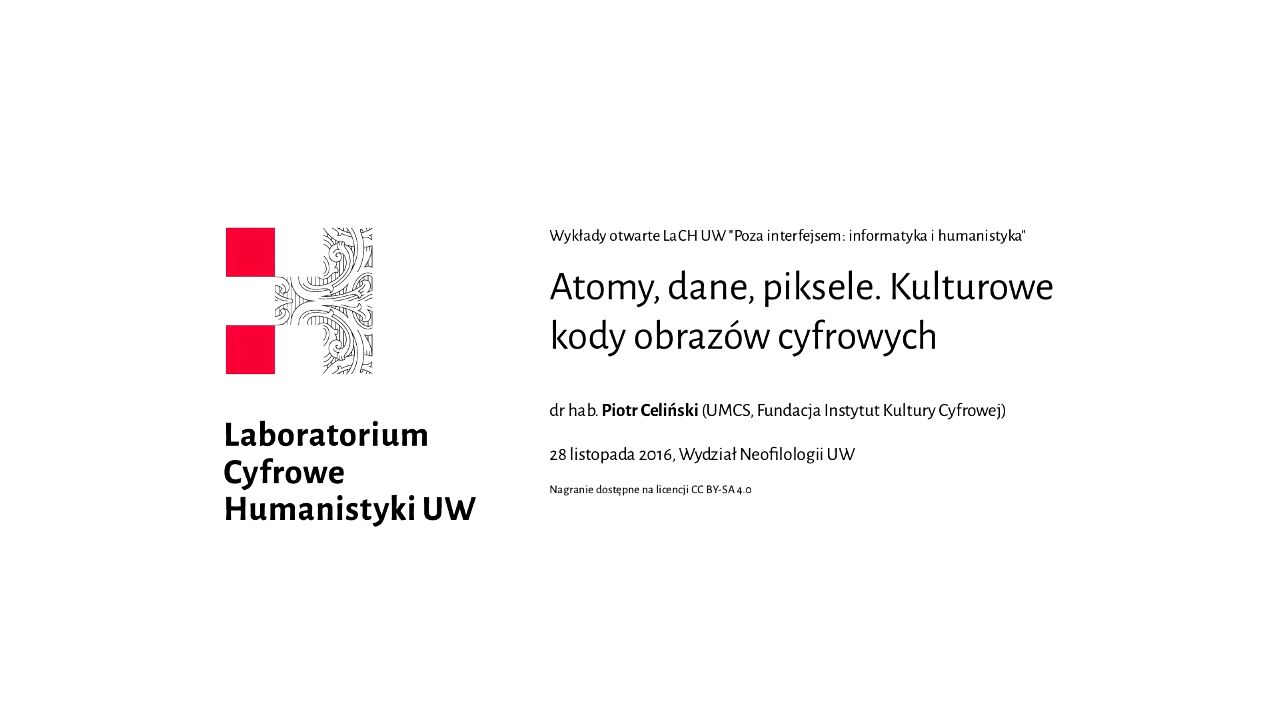 Laboratorium
Cyfrowe
Humanistyki UW
Wykłady otwarte LaCH UW "Poza interfejsem: informatyka i humanistyka"
Atomy, dane, piksele. Kulturowe
kody obrazów cyfrowych
dr hab. Piotr Celiński (UMCS, Fundacja Instytut Kultury Cyfrowej)
28 listopada 2016, Wydział Neofilologii UW
Nagranie dostępne na licencji CC BY-SA 4.0